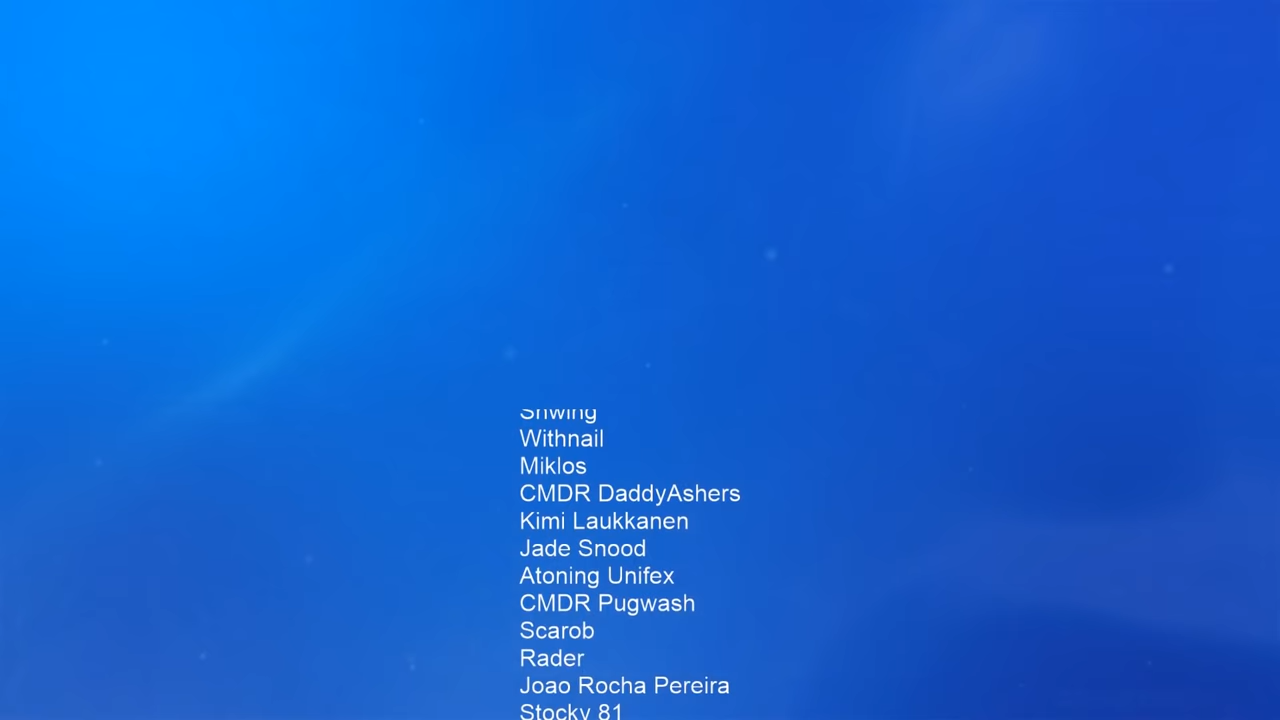 Withnail
Miklos
CMDR DaddyAshers
Kimi Laukkanen
Jade Snood
Atoning Unifex
CMDR Pugwash
Scarob
Rader
Joao Rocha Pereira
Stocky 81